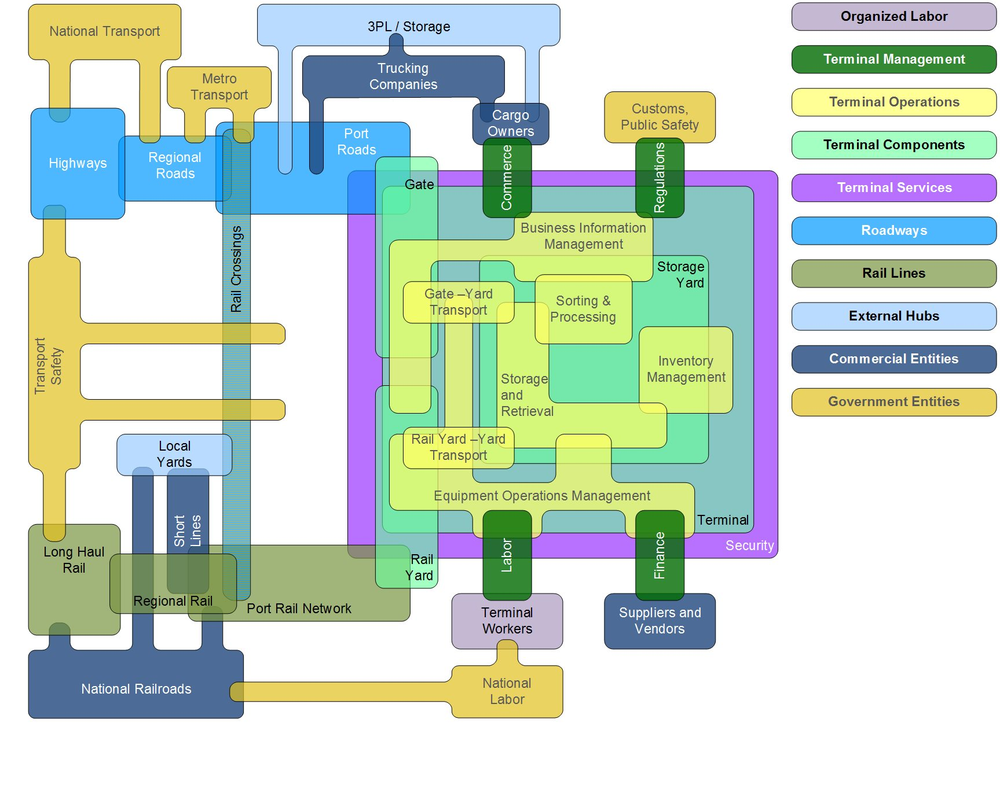 National Transport
Metro
Transport
3PL / Storage
Trucking
Companies
Cargo
Owners
Customs,
Public Safety
Highways
Regional
Roads
Port
Roads
Gate
Commerce
Regulations
Rail Crossings
Business Information
Management
Storage
Yard
Gate –Yard
Transport
Sorting &
Processing
Transport
Safety
Inventory
Management
Storage
and
Retrieval
Rail Yard –Yard
Transport
Local
Yards
Equipment Operations Management
Short
Lines
Terminal
Security
Labor
Finance
Long Haul
Rail
Rail
Yard
Regional Rail
Port Rail Network
Terminal
Workers
Suppliers and
Vendors
National Railroads
National
Labor
Organized Labor
Terminal Management
Terminal Operations
Terminal Components
Terminal Services
Roadways
Rail Lines
External Hubs
Commercial Entities
Government Entities